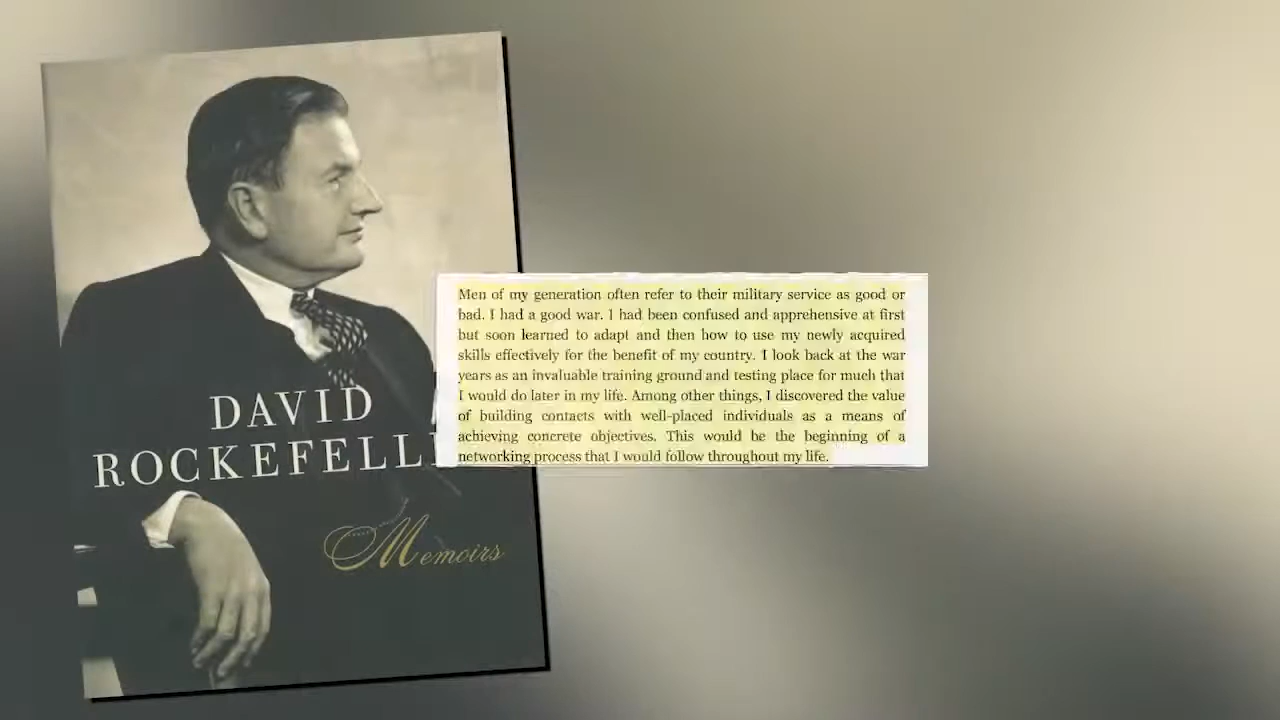 DAVID
ROCKEFELL
Memoirs
Men of my generation often refer to their military service as good or
bad. I had a good war. I had been confused and apprehensive at first
but soon learned to adapt and then how to use my newly acquired
skills effectively for the benefit of my country. I look back at the war
years as an invaluable training ground and testing place for much that
I would do later in my life. Among other things, I discovered the value
of building contacts with well-placed individuals as a means of
achieving concrete objectives. This would be the beginning of a
networking process that I would follow throughout my life.